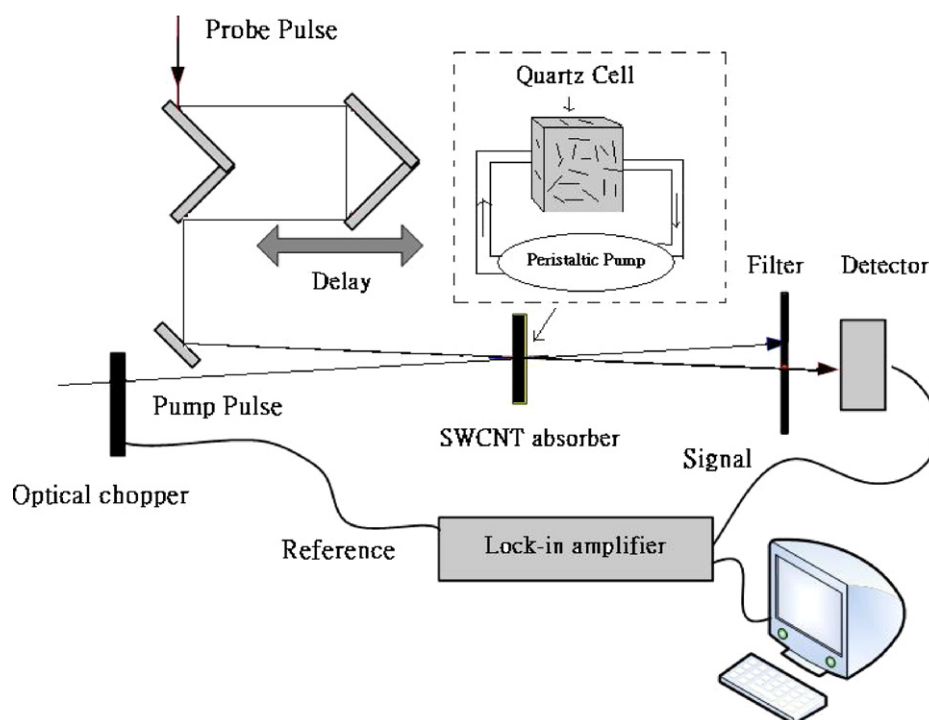 Probe Pulse
Quartz Cell
Peristaltic Pump
Delay
Filter
Detector
Pump Pulse
SWCNT absorber
Signal
Optical chopper
Reference
Lock-in amplifier